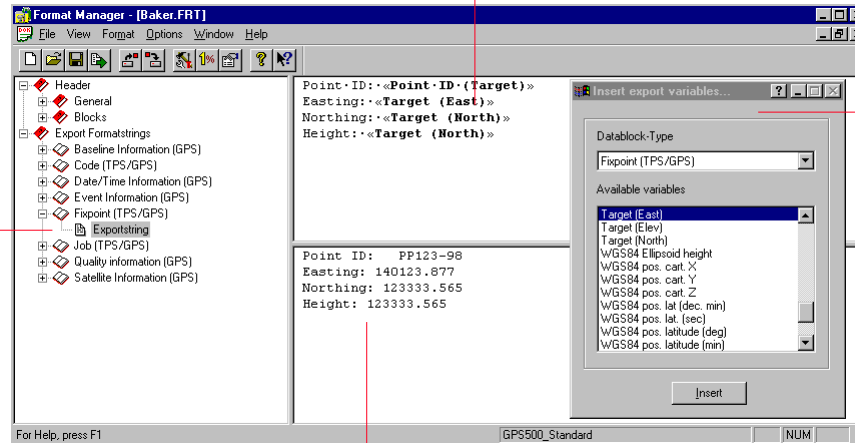 Format Manager - [Baker.FRT]
File View Format Options Window Help
Header
General
Blocks
Export Formatstrings
Baseline Information (GPS)
Code (TPS/GPS)
Date/Time Information (GPS)
Event Information (GPS)
Fixpoint (TPS/GPS)
Exportstring
Job (TPS/GPS)
Quality information (GPS)
Satellite Information (GPS)
Point·ID:·«Point·ID·(Target)»
Easting:·«Target (East)»
Northing:·«Target (North)»
Height:·«Target (North)»
Point ID: PP123-98
Easting: 140123.877
Northing: 123333.565
Height: 123333.565
Insert export variables...
Datablock-Type
Fixpoint (TPS/GPS)
Available variables
Target (East)
Target (Elev)
Target (North)
WGS84 Ellipsoid height
WGS84 pos. cart. X
WGS84 pos. cart. Y
WGS84 pos. cart. Z
WGS84 pos. lat (dec. min)
WGS84 pos. lat. (sec)
WGS84 pos. latitude (deg)
WGS84 pos. latitude (min)
Insert
For Help, press F1
GPS500_Standard
NUM